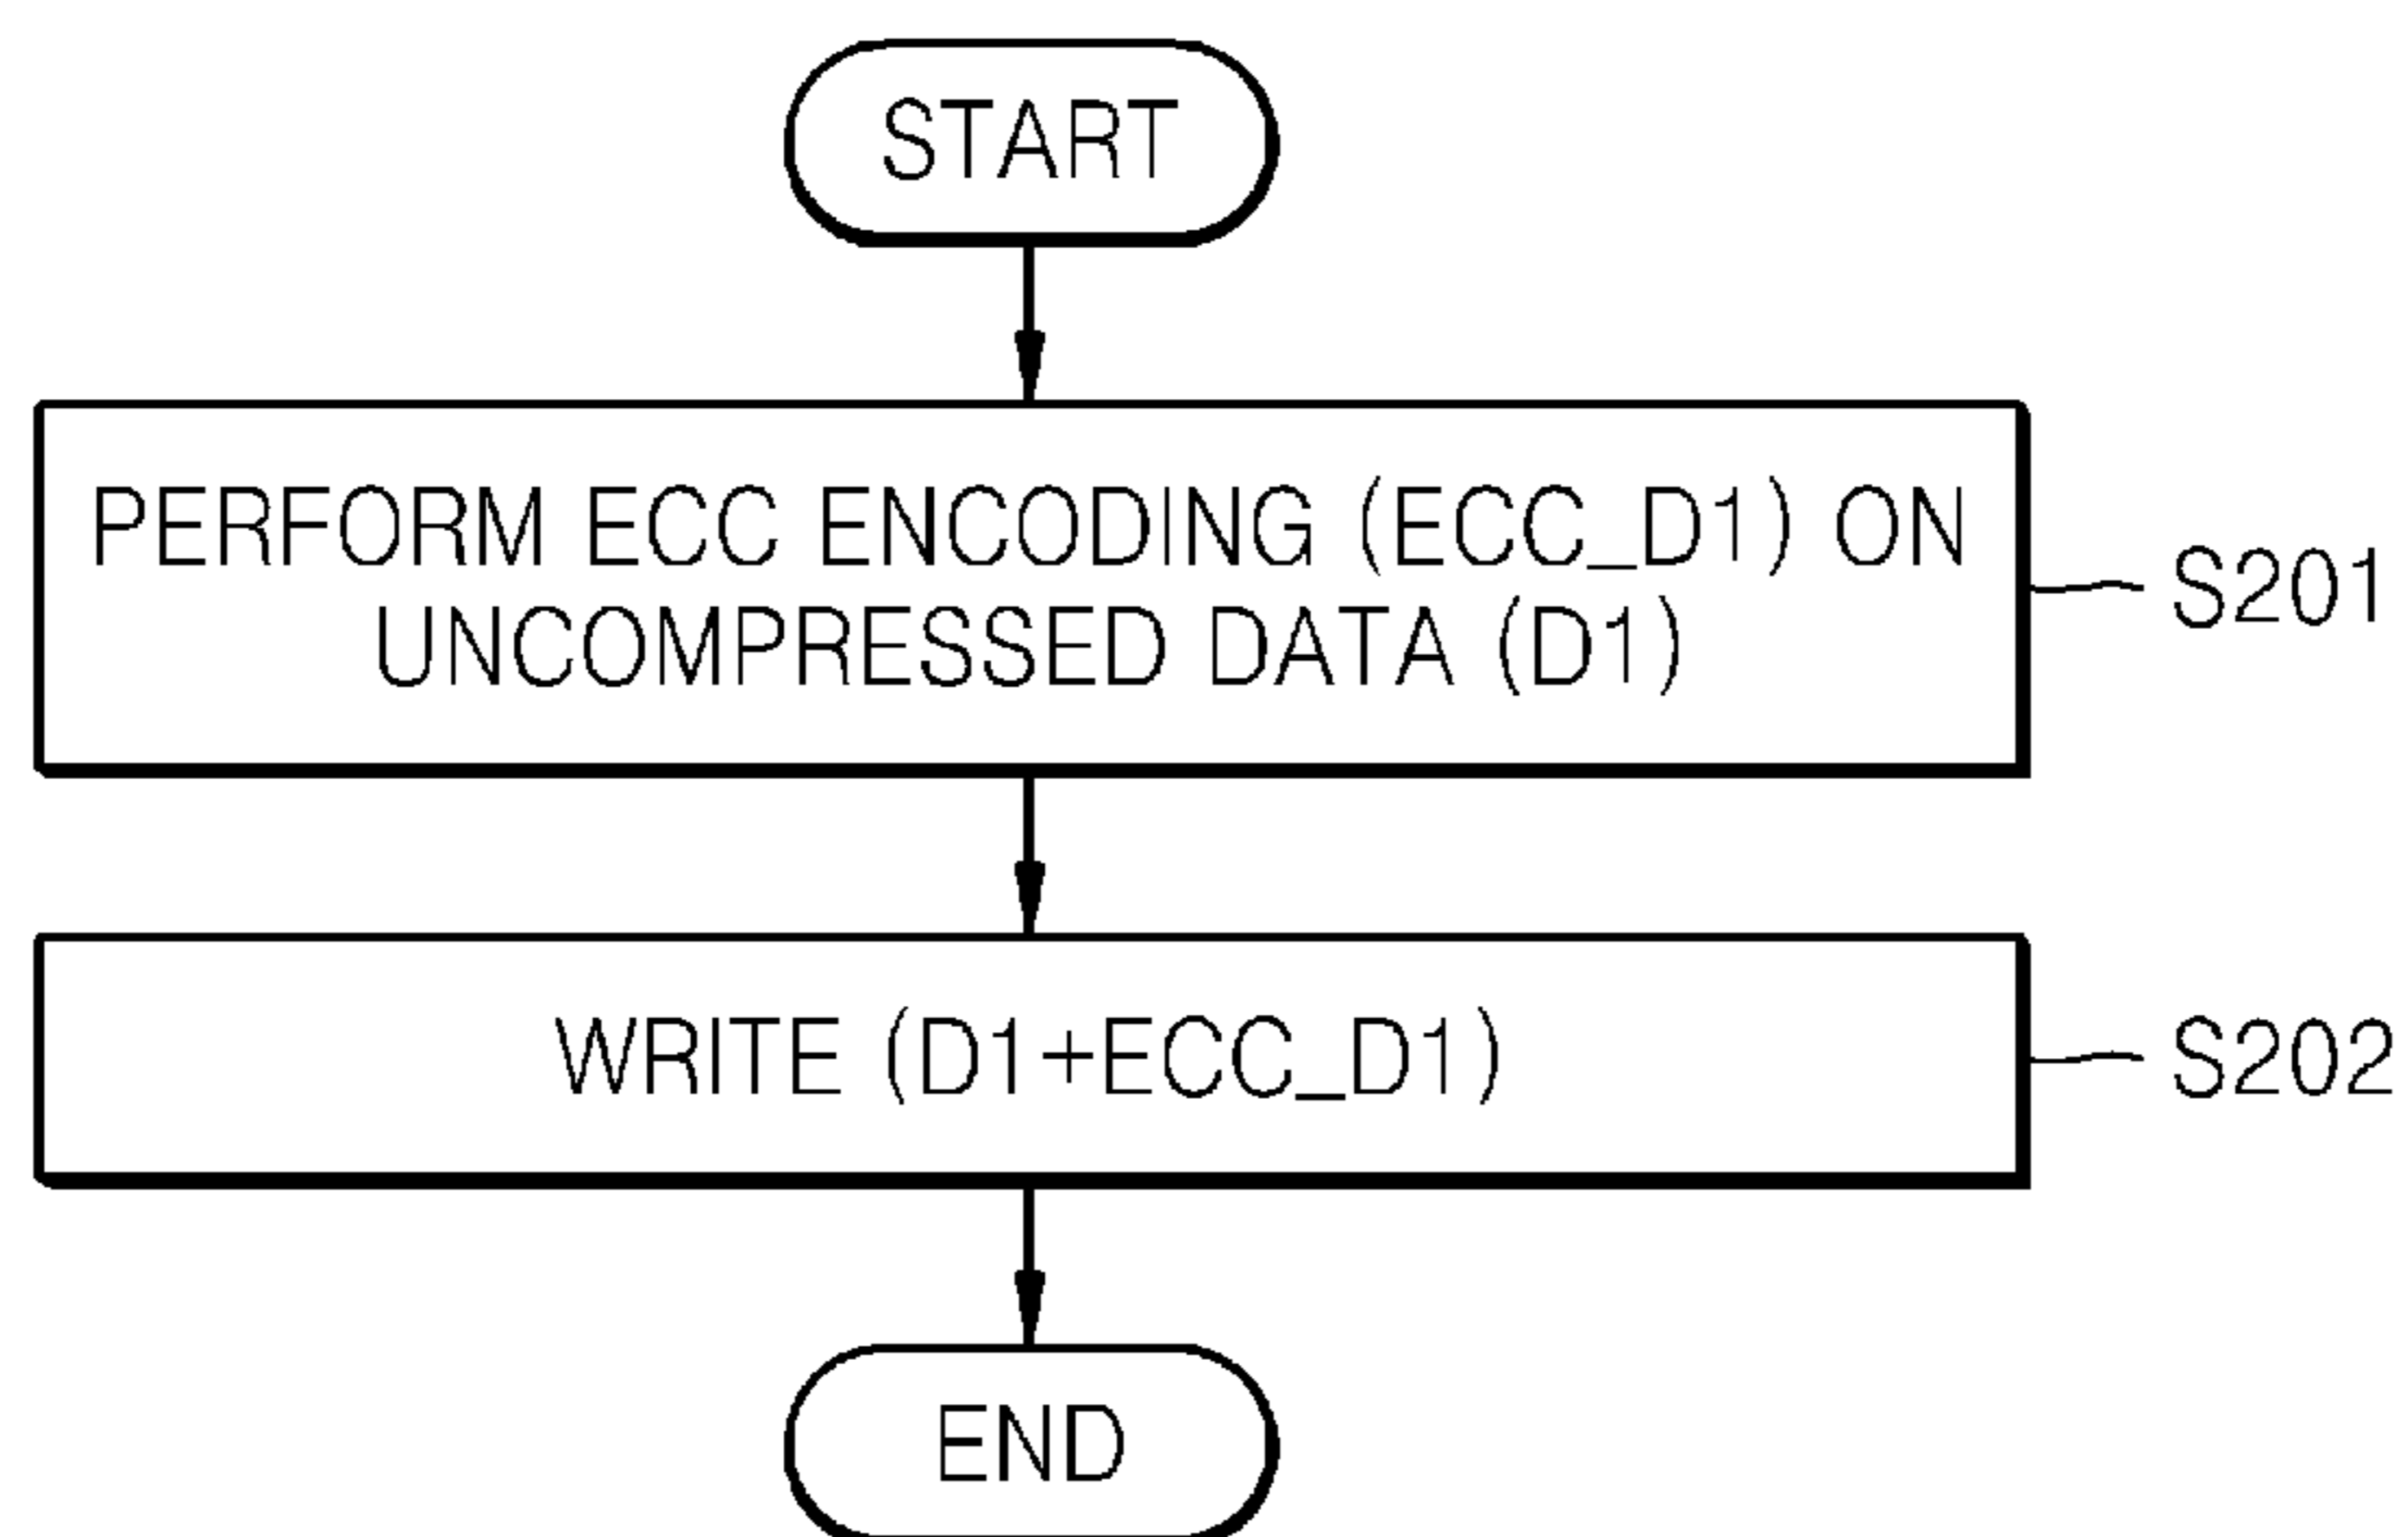 START
PERFORM ECC ENCODING (ECC_D1) ON
UNCOMPRESSED DATA (D1)
S201
WRITE (D1+ECC_D1)
S202
END